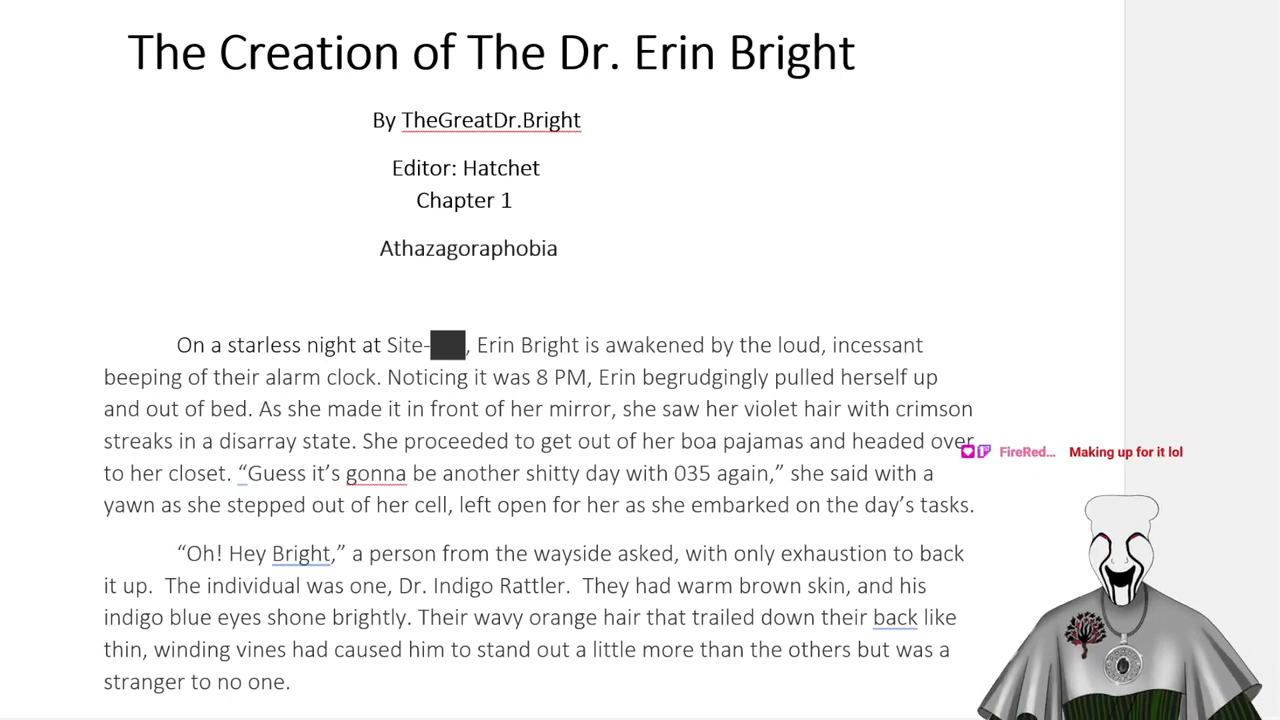 The Creation of The Dr. Erin Bright
By TheGreatDr.Bright
Editor: Hatchet
Chapter 1
Athazagoraphobia
On a starless night at Site-, Erin Bright is awakened by the loud, incessant
beeping of their alarm clock. Noticing it was 8 PM, Erin begrudgingly pulled herself up
and out of bed. As she made it in front of her mirror, she saw her violet hair with crimson
streaks in a disarray state. She proceeded to get out of her boa pajamas and headed over
to her closet. “Guess it’s gonna be another shitty day with 035 again,” she said with a
yawn as she stepped out of her cell, left open for her as she embarked on the day’s tasks.
FireRed... Making up for it lol
“Oh! Hey Bright,” a person from the wayside asked, with only exhaustion to back
it up.  The individual was one, Dr. Indigo Rattler.  They had warm brown skin, and his
indigo blue eyes shone brightly. Their wavy orange hair that trailed down their back like
thin, winding vines had caused him to stand out a little more than the others but was a
stranger to no one.